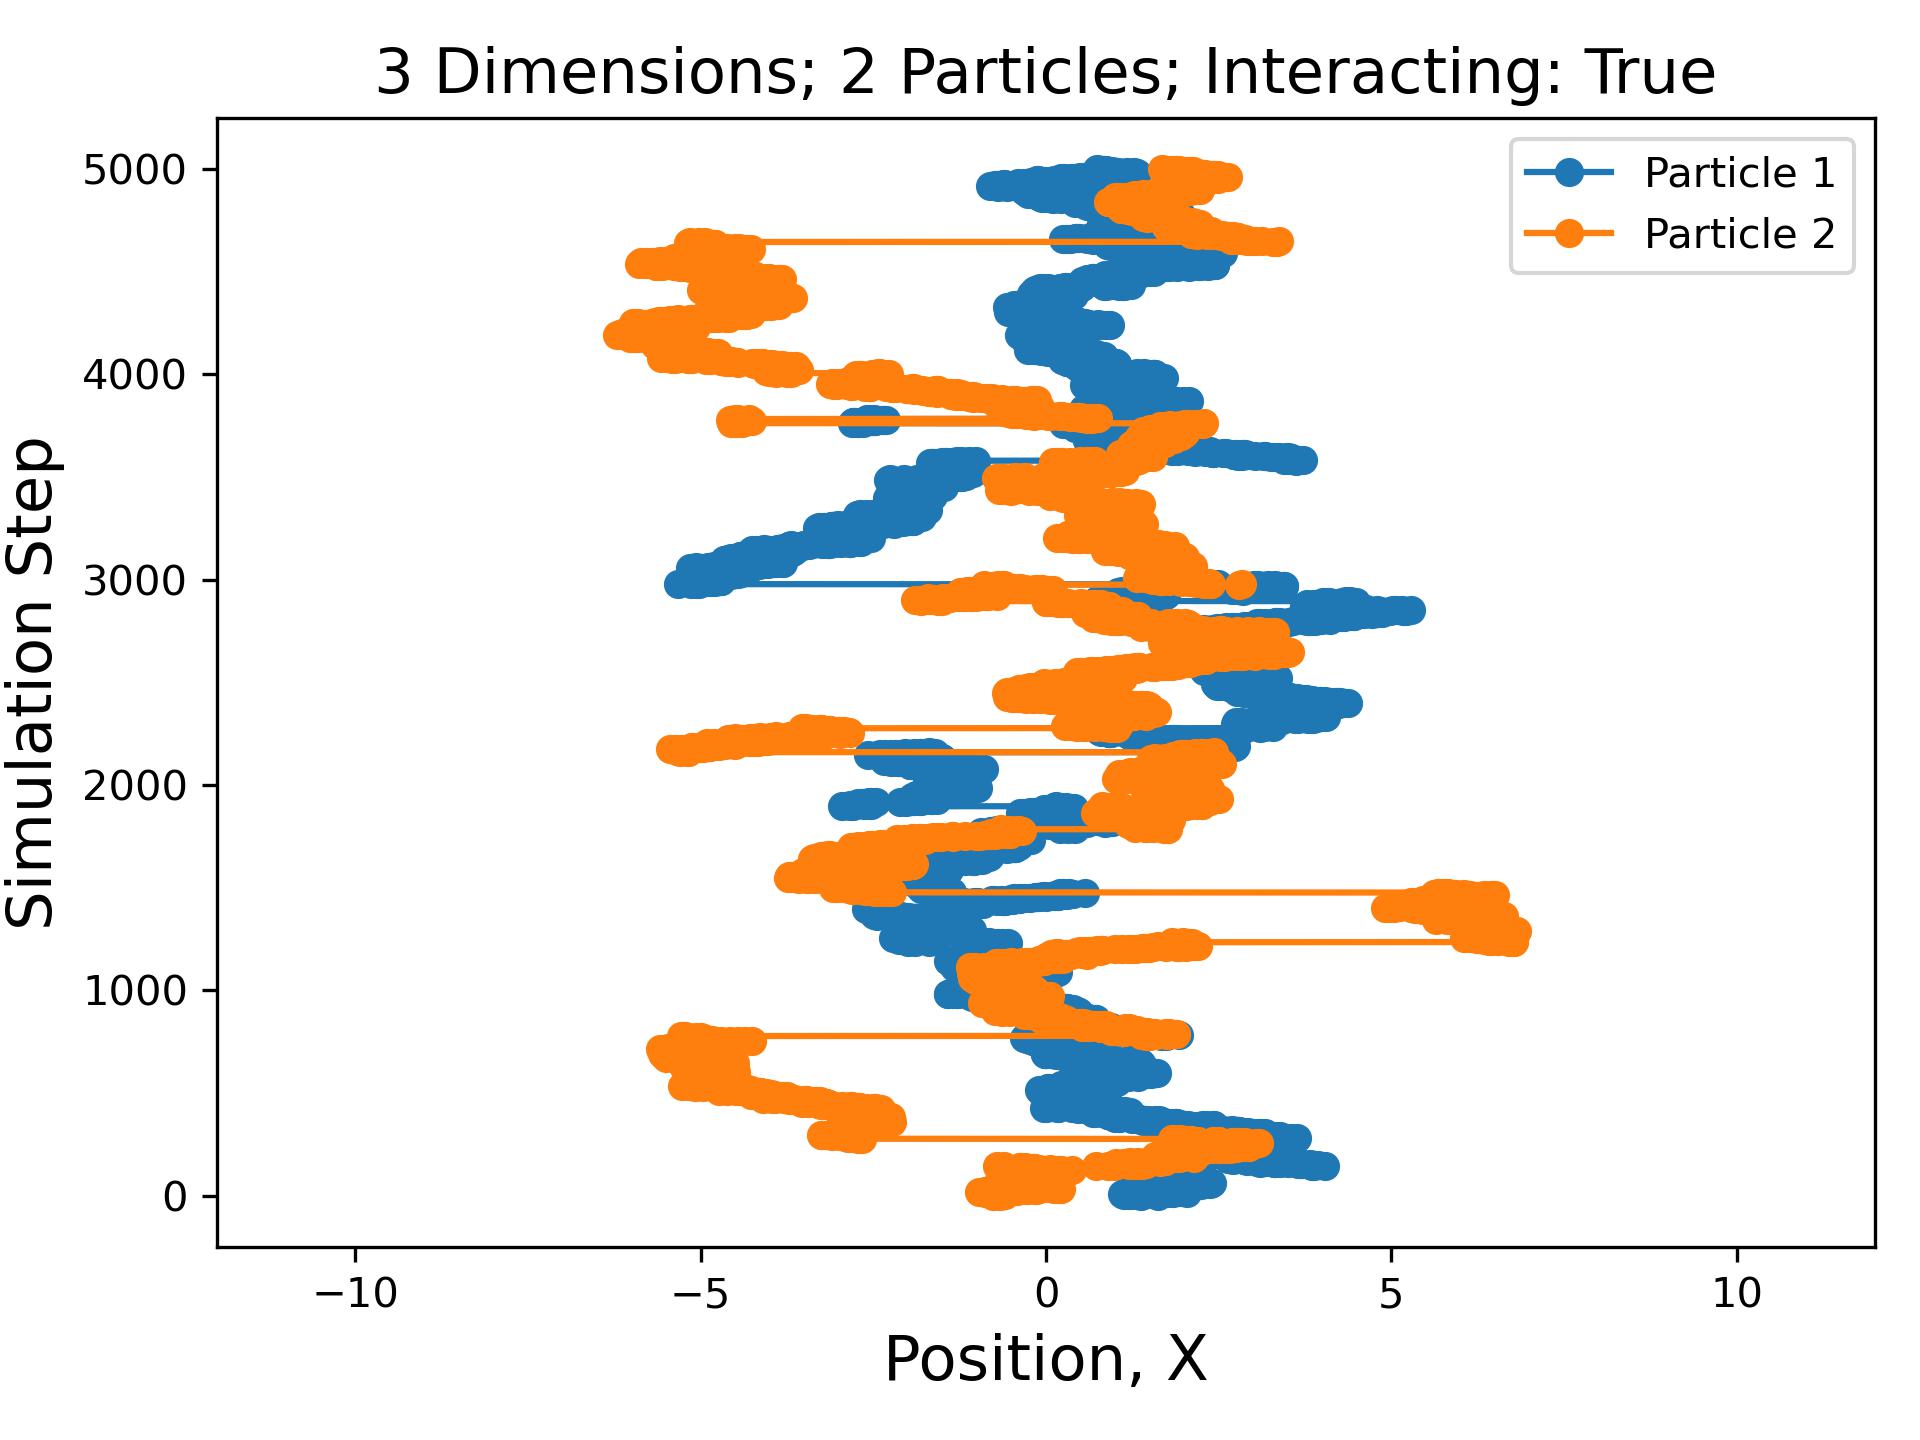 3 Dimensions; 2 Particles; Interacting: True
Particle 1
Particle 2
Simulation Step
5000
4000
3000
2000
1000
0
−10
−5
0
5
10
Position, X